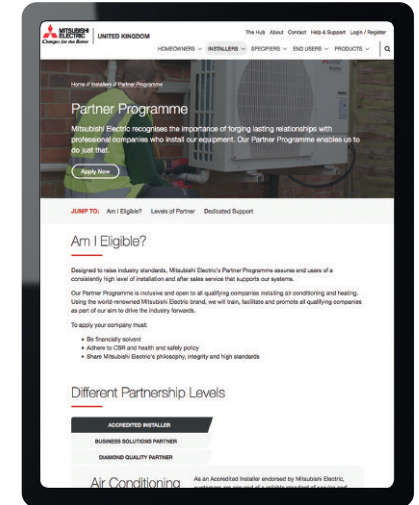 MITSUBISHI
ELECTRIC
Changes for the Better
UNITED KINGDOM
The Hub About Contact Help & Support Login / Register
HOMEOWNERS INSTALLERS SPECIFIERS END USERS PRODUCTS
Home // Installers // Partner Programme
Partner Programme
Mitsubishi Electric recognises the importance of forging lasting relationships with
professional companies who install our equipment. Our Partner Programme enables us to
do just that.
Apply Now
JUMP TO: Am I Eligible? Levels of Partner Dedicated Support
Am I Eligible?
Designed to raise industry standards, Mitsubishi Electric's Partner Programme assures end users of a
consistently high level of installation and after sales service that supports our systems.
Our Partner Programme is inclusive and open to all qualifying companies installing air conditioning and heating.
Using the world-renowned Mitsubishi Electric brand, we will train, facilitate and promote all qualifying companies
as part of our aim to drive the industry forwards.
To apply your company must:
• Be financially solvent
• Adhere to CSR and health and safety policy
• Share Mitsubishi Electric's philosophy, integrity and high standards
Different Partnership Levels
ACCREDITED INSTALLER
BUSINESS SOLUTIONS PARTNER
DIAMOND QUALITY PARTNER
Air Conditioning
As an Accredited Installer endorsed by Mitsubishi Electric,